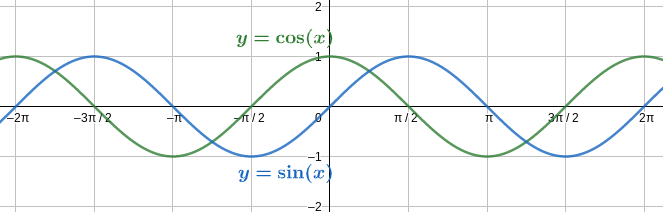 2
y = cos(x)
1
–2π –3π / 2 –π –π / 2 0 π / 2 π 3π / 2 2π
–1
y = sin(x)
–2